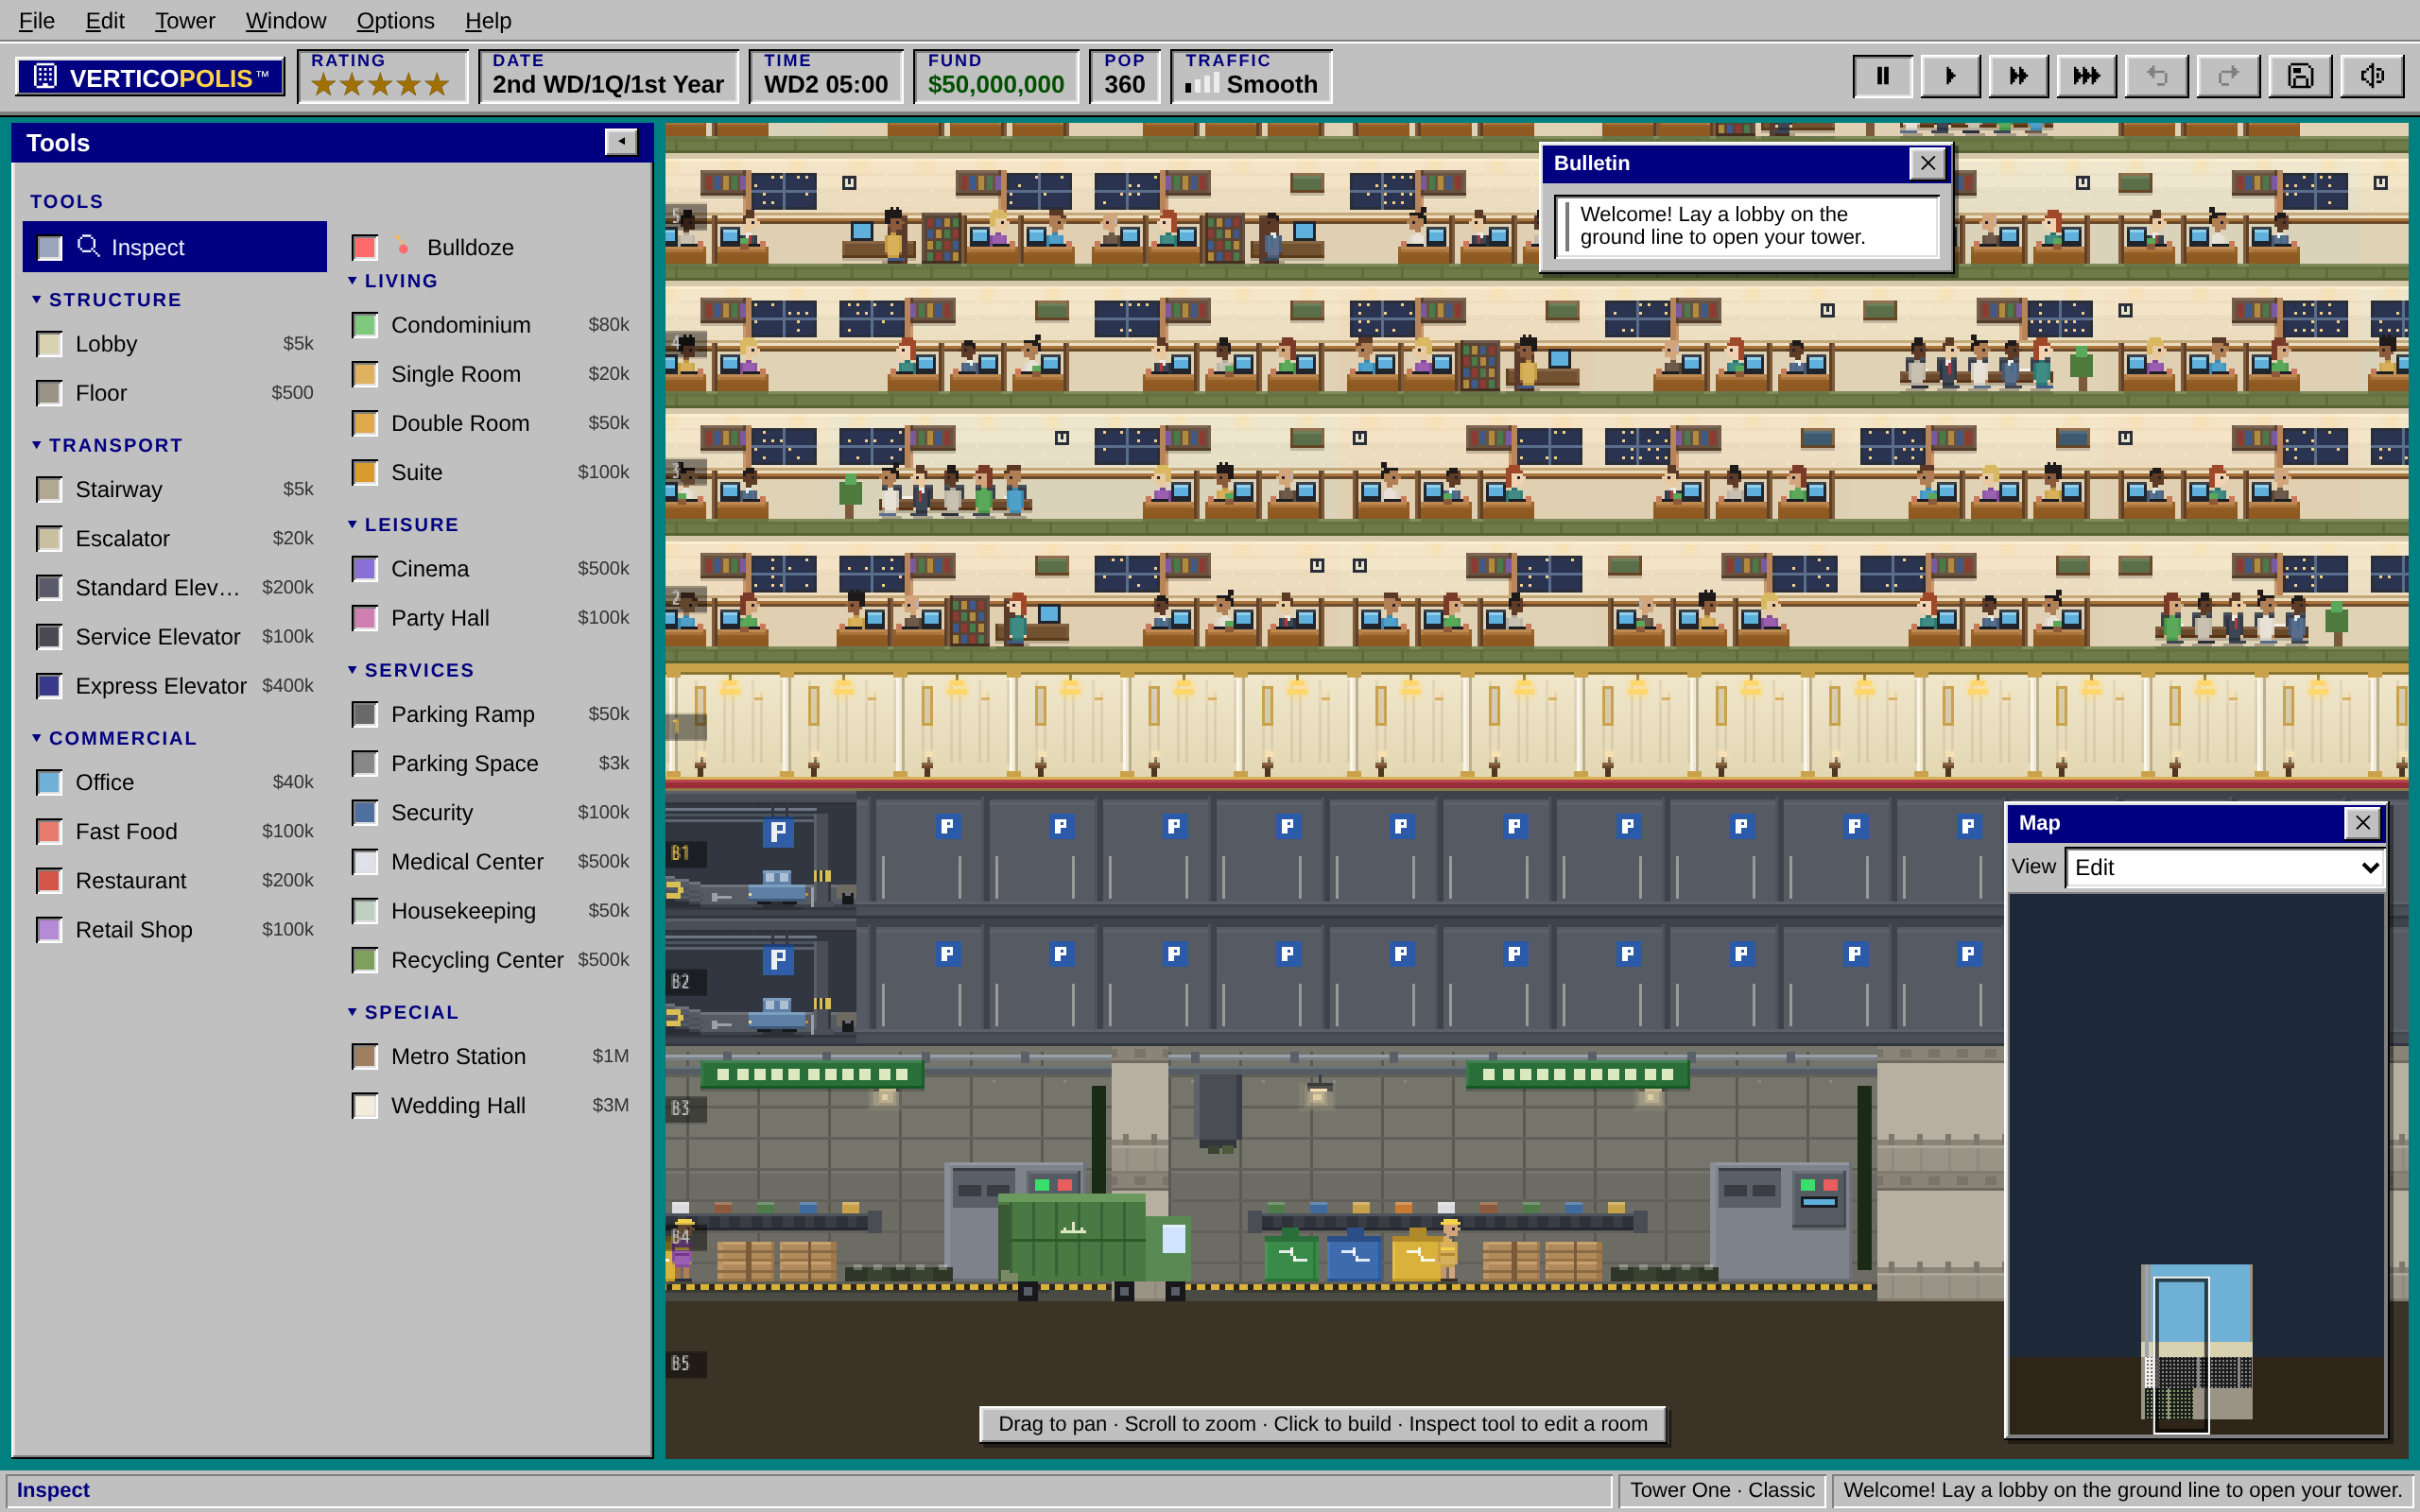 File Edit Tower Window Options Help
VERTICOPOLIS™
RATING
DATE
2nd WD/1Q/1st Year
TIME
WD2 05:00
FUND
$50,000,000
POP
360
TRAFFIC
Smooth
Tools
TOOLS
Inspect
STRUCTURE
Lobby $5k
Floor $500
TRANSPORT
Stairway $5k
Escalator $20k
Standard Elev… $200k
Service Elevator $100k
Express Elevator $400k
COMMERCIAL
Office $40k
Fast Food $100k
Restaurant $200k
Retail Shop $100k
Bulldoze
LIVING
Condominium $80k
Single Room $20k
Double Room $50k
Suite $100k
LEISURE
Cinema $500k
Party Hall $100k
SERVICES
Parking Ramp $50k
Parking Space $3k
Security $100k
Medical Center $500k
Housekeeping $50k
Recycling Center $500k
SPECIAL
Metro Station $1M
Wedding Hall $3M
Bulletin
Welcome! Lay a lobby on the
ground line to open your tower.
5
4
3
2
1
B1
P P P P P P P P P P P
B2
P P P P P P P P P P P
B3
B4
B5
Map
View Edit
Drag to pan · Scroll to zoom · Click to build · Inspect tool to edit a room
Inspect
Tower One · Classic
Welcome! Lay a lobby on the ground line to open your tower.